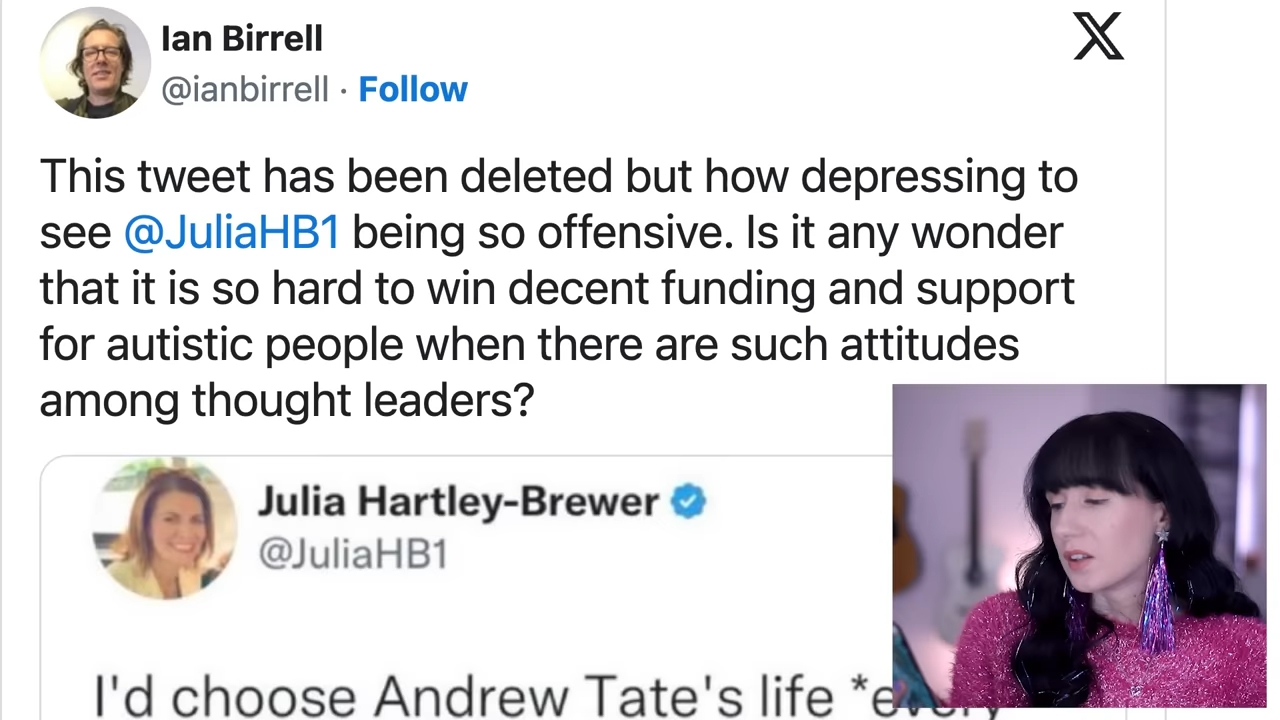 Ian Birrell
@ianbirrell · Follow
This tweet has been deleted but how depressing to
see @JuliaHB1 being so offensive. Is it any wonder
that it is so hard to win decent funding and support
for autistic people when there are such attitudes
among thought leaders?
Julia Hartley-Brewer
@JuliaHB1
I'd choose Andrew Tate's life